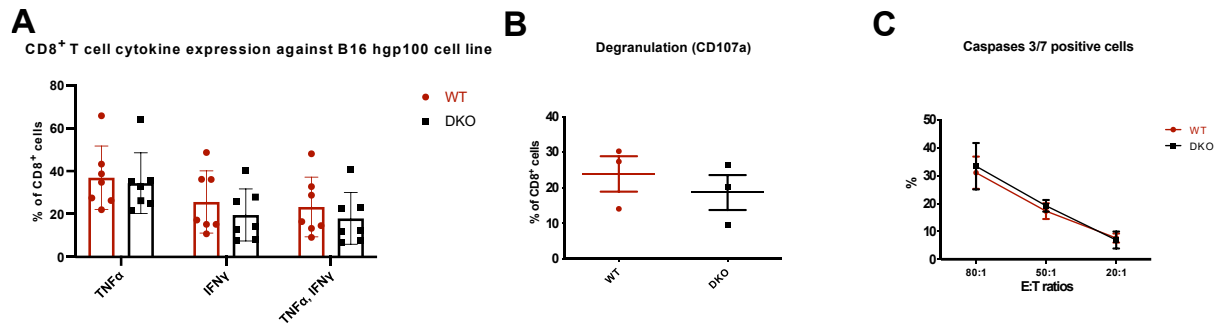 A
CD8+ T cell cytokine expression against B16 hgp100 cell line
% of CD8+ cells
80
60
40
20
0
TNFα
IFNγ
TNFα, IFNγ
WT
DKO
B
Degranulation (CD107a)
% of CD8+ cells
40
30
20
10
0
WT
DKO
C
Caspases 3/7 positive cells
%
50
40
30
20
10
0
80:1
50:1
20:1
E:T ratios
WT
DKO